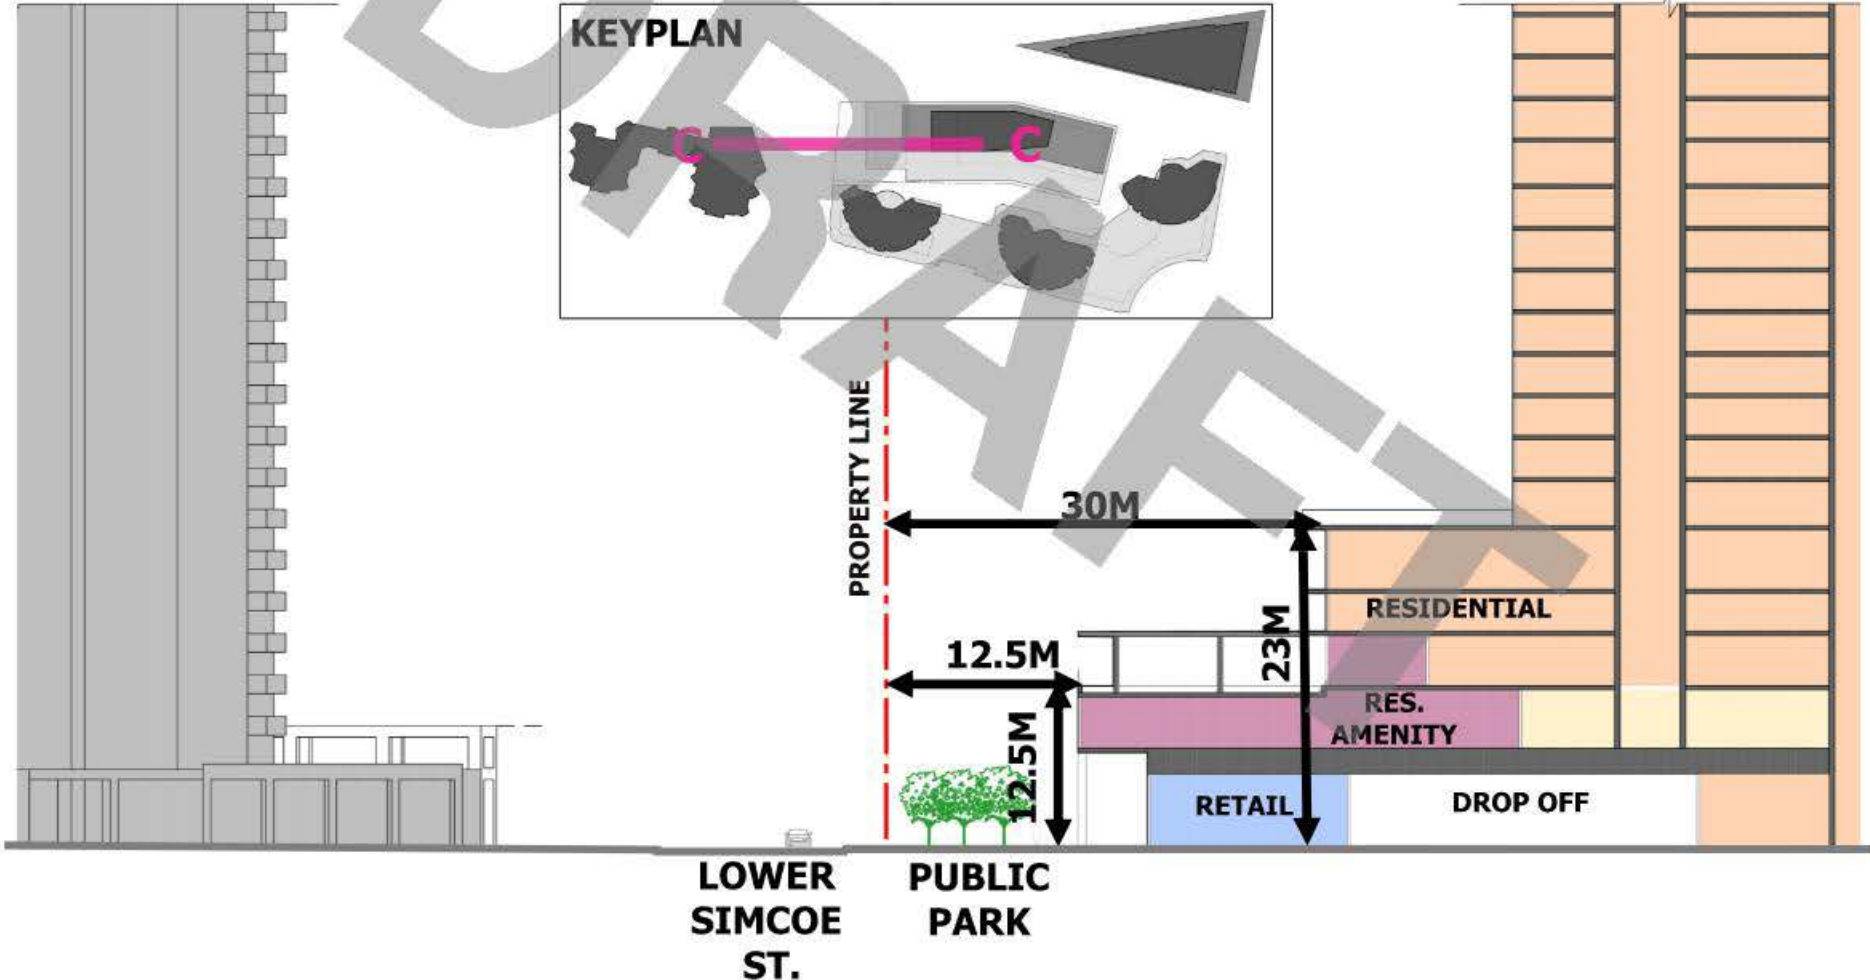 KEYPLAN
C
C
DRAFT
PROPERTY LINE
30M
RESIDENTIAL
23M
12.5M
RES.
AMENITY
12.5M
RETAIL
DROP OFF
LOWER
SIMCOE
ST.
PUBLIC
PARK